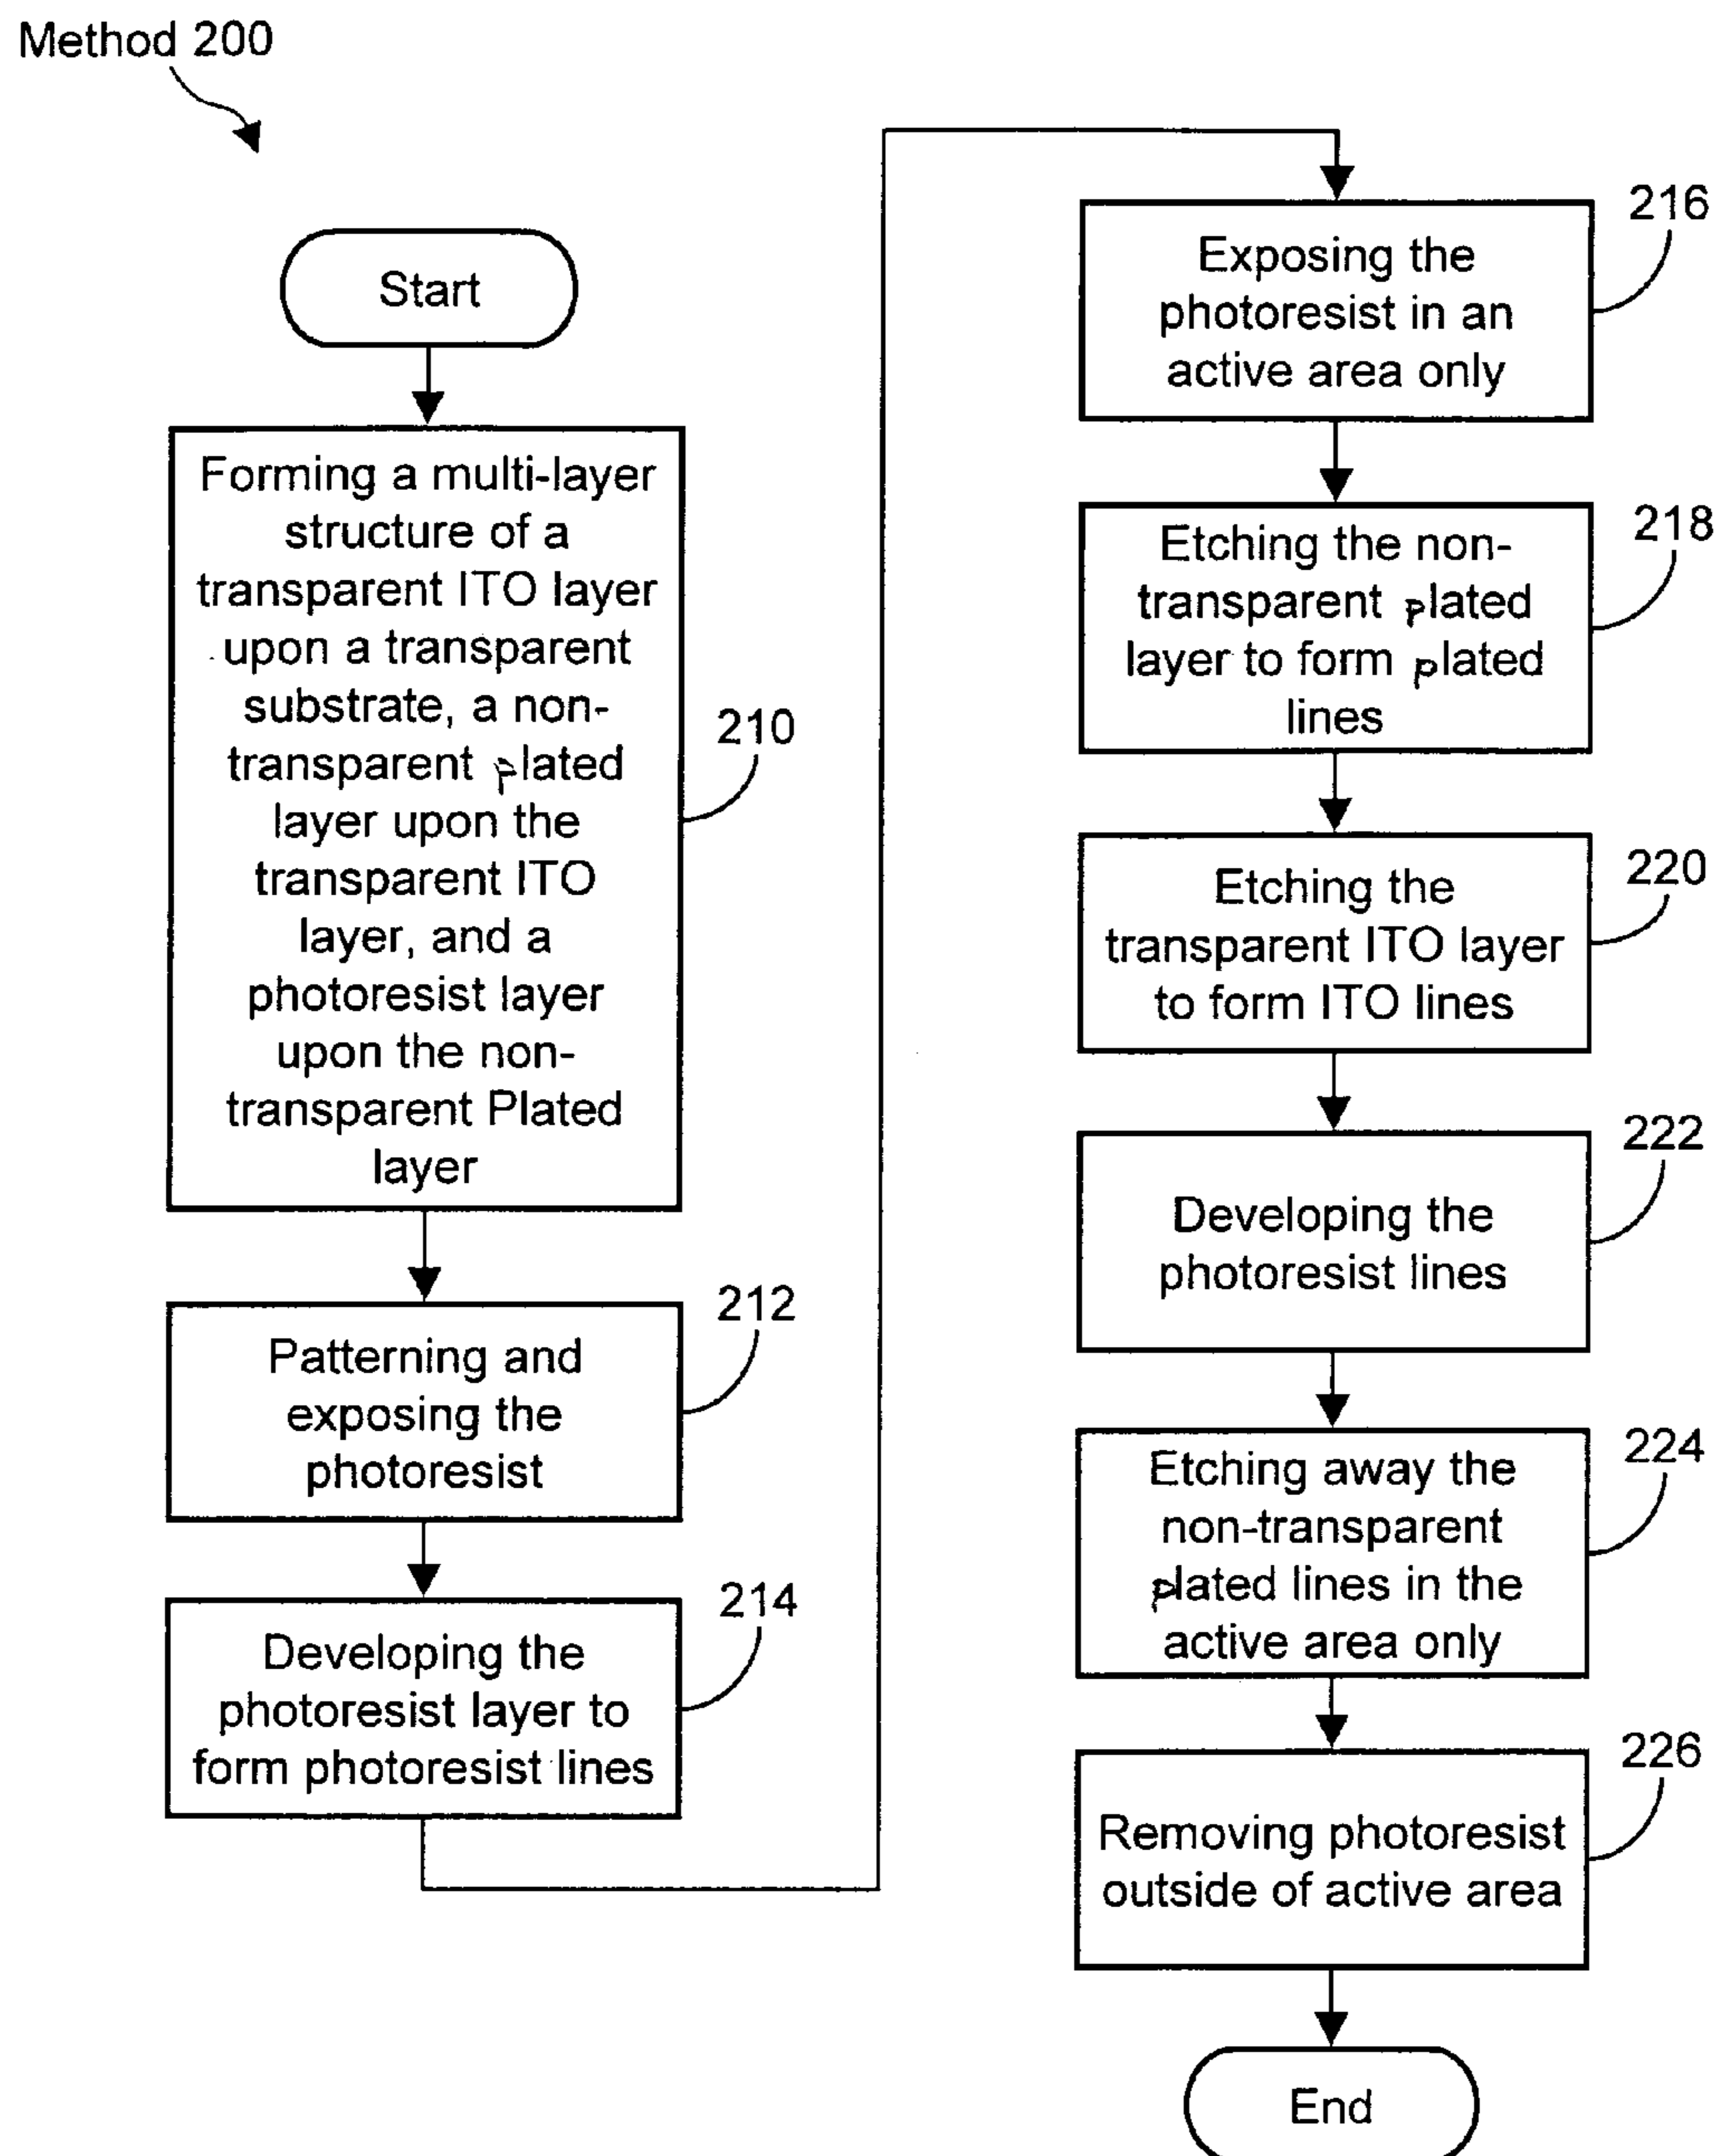 Method 200
Start
Forming a multi-layer
structure of a
transparent ITO layer
upon a transparent
substrate, a non-
transparent plated
layer upon the
transparent ITO
layer, and a
photoresist layer
upon the non-
transparent Plated
layer
210
Patterning and
exposing the
photoresist
212
Developing the
photoresist layer to
form photoresist lines
214
Exposing the
photoresist in an
active area only
216
Etching the non-
transparent plated
layer to form plated
lines
218
Etching the
transparent ITO layer
to form ITO lines
220
Developing the
photoresist lines
222
Etching away the
non-transparent
plated lines in the
active area only
224
Removing photoresist
outside of active area
226
End